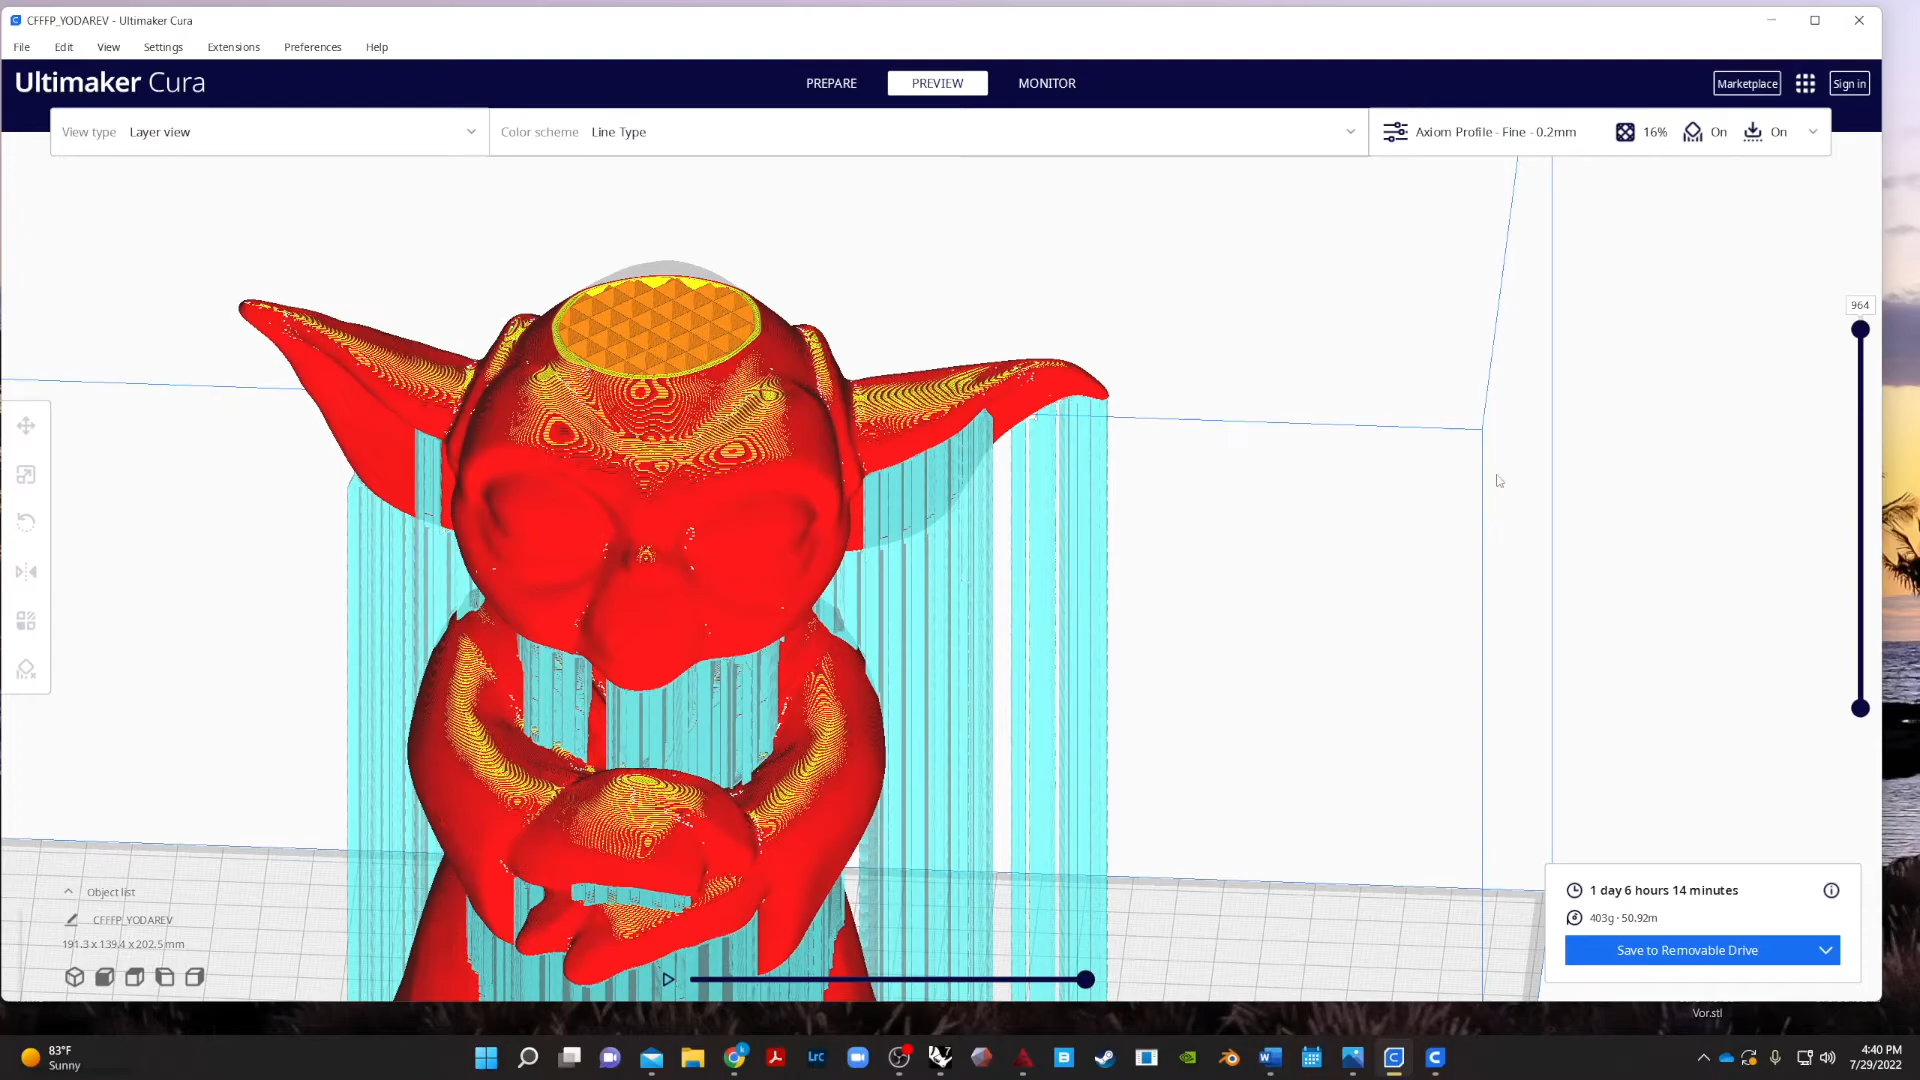 CFFFP_YODAREV - Ultimaker Cura
File Edit View Settings Extensions Preferences Help
Ultimaker Cura PREPARE PREVIEW MONITOR Marketplace Sign in
View type Layer view Color scheme Line Type Axiom Profile - Fine - 0.2mm 16% On On
964
Object list
CFFFP_YODAREV
191.3 x 139.4 x 202.5 mm
1 day 6 hours 14 minutes
403g · 50.92m
Save to Removable Drive
Vor.stl
83°F
Sunny
Lrc
4:40 PM
7/29/2022